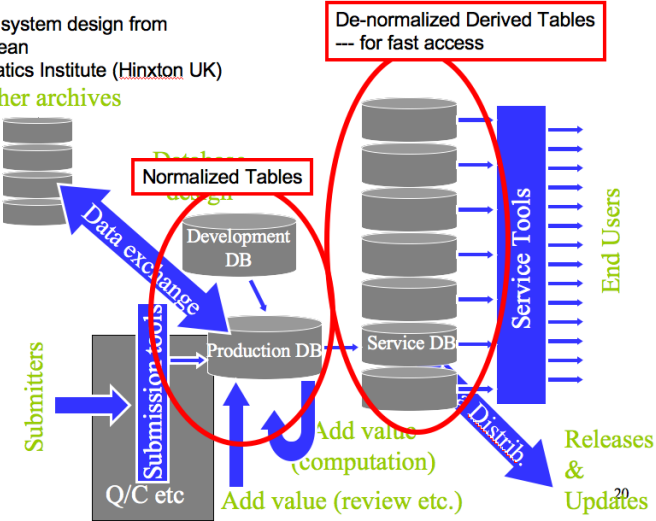 system design from
ean
atics Institute (Hinxton UK)
her archives
De-normalized Derived Tables
--- for fast access
Database
design
Normalized Tables
Data exchange
Development
DB
Production DB
Service DB
Service Tools
End Users
Submitters
Submission tools
Q/C etc
Add value
(computation)
Add value (review etc.)
Distrib.
Releases
&
Updates
20